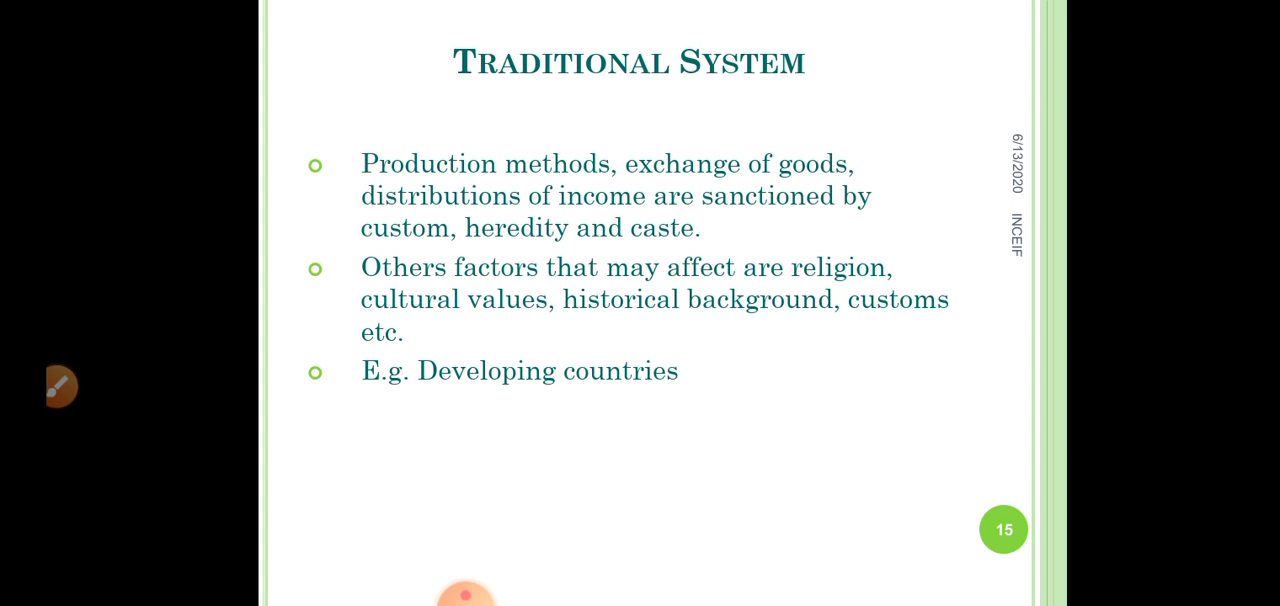 TRADITIONAL SYSTEM
Production methods, exchange of goods,
distributions of income are sanctioned by
custom, heredity and caste.
Others factors that may affect are religion,
cultural values, historical background, customs
etc.
E.g. Developing countries
6/13/2020 INCEIF
15